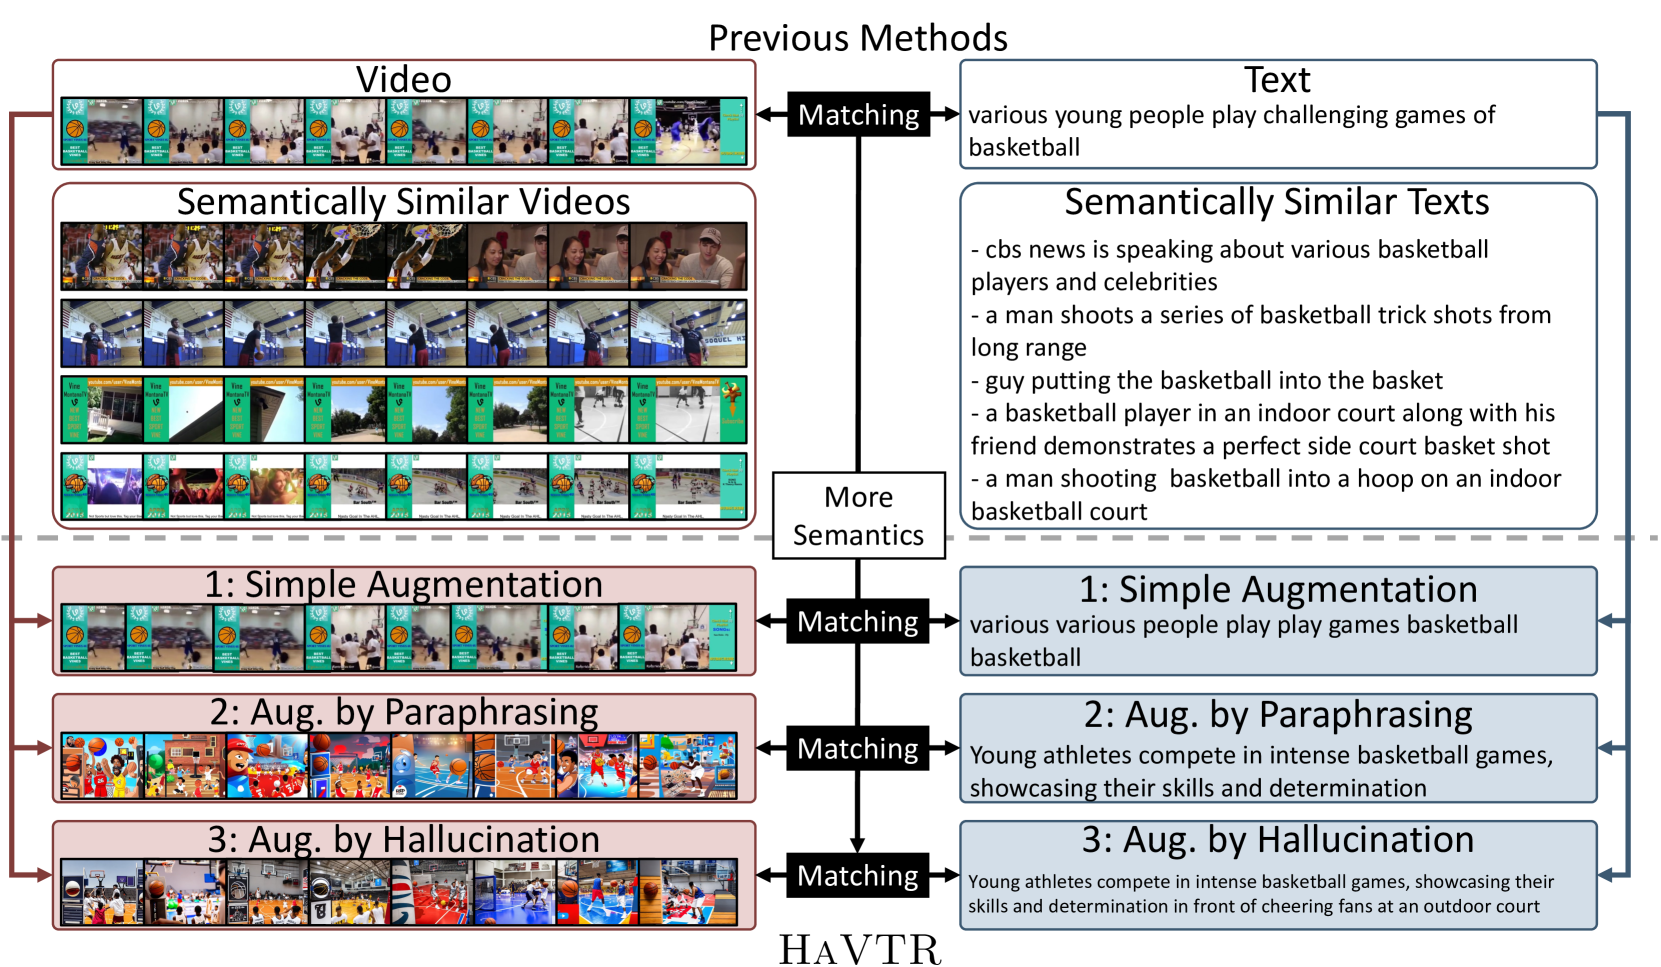 Previous Methods
Video
Matching
Text
various young people play challenging games of
basketball
BEST
BASKETBALL
VINES
Semantically Similar Videos
Semantically Similar Texts
- cbs news is speaking about various basketball
players and celebrities
- a man shoots a series of basketball trick shots from
long range
- guy putting the basketball into the basket
- a basketball player in an indoor court along with his
friend demonstrates a perfect side court basket shot
- a man shooting basketball into a hoop on an indoor
basketball court
More
Semantics
1: Simple Augmentation
Matching
1: Simple Augmentation
various various people play play games basketball
basketball
2: Aug. by Paraphrasing
Matching
2: Aug. by Paraphrasing
Young athletes compete in intense basketball games,
showcasing their skills and determination
3: Aug. by Hallucination
Matching
3: Aug. by Hallucination
Young athletes compete in intense basketball games, showcasing their
skills and determination in front of cheering fans at an outdoor court
HAVTR